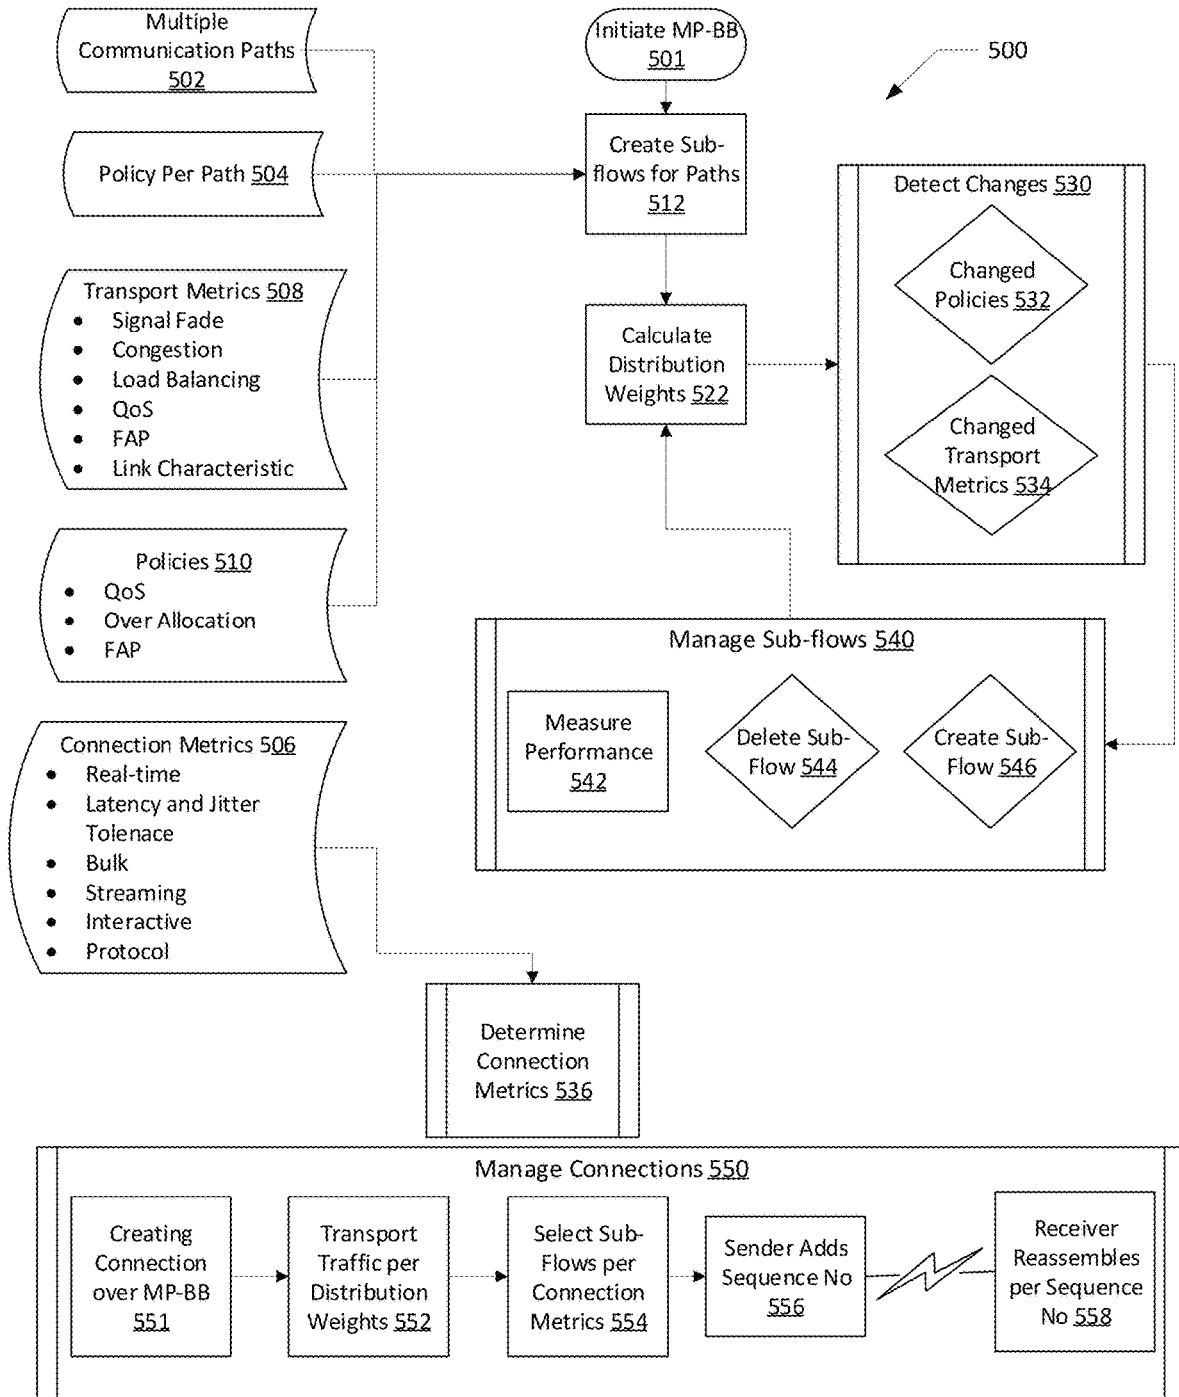 Multiple
Communication Paths
502
Initiate MP-BB
501
500
Policy Per Path 504
Create Sub-
flows for Paths
512
Detect Changes 530
Changed
Policies 532
Transport Metrics 508
• Signal Fade
• Congestion
• Load Balancing
• QoS
• FAP
• Link Characteristic
Calculate
Distribution
Weights 522
Changed
Transport
Metrics 534
Policies 510
• QoS
• Over Allocation
• FAP
Manage Sub-flows 540
Measure
Performance
542
Delete Sub-
Flow 544
Create Sub-
Flow 546
Connection Metrics 506
• Real-time
• Latency and Jitter
Tolenace
• Bulk
• Streaming
• Interactive
• Protocol
Determine
Connection
Metrics 536
Manage Connections 550
Creating
Connection
over MP-BB
551
Transport
Traffic per
Distribution
Weights 552
Select Sub-
Flows per
Connection
Metrics 554
Sender Adds
Sequence No
556
Receiver
Reassembles
per Sequence
No 558